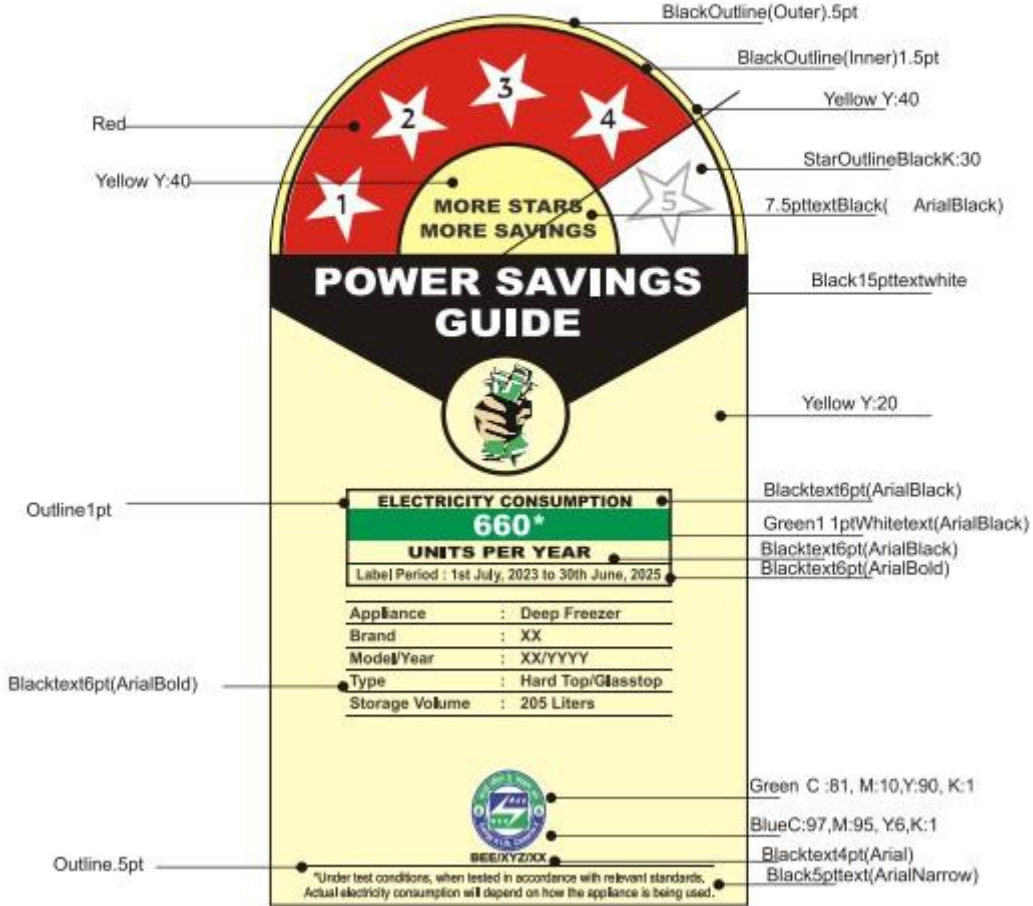 BlackOutline(Outer).5pt
BlackOutline(Inner)1.5pt
Yellow Y:40
Red
StarOutlineBlackK:30
Yellow Y:40
7.5pttextBlack( ArialBlack)
1
2
3
4
5
MORE STARS
MORE SAVINGS
POWER SAVINGS
GUIDE
Black15pttextwhite
Yellow Y:20
Outline1pt
ELECTRICITY CONSUMPTION
660*
UNITS PER YEAR
Label Period : 1st July, 2023 to 30th June, 2025
Blacktext6pt(ArialBlack)
Green1 1ptWhitetext(ArialBlack)
Blacktext6pt(ArialBlack)
Blacktext6pt(ArialBold)
Appliance : Deep Freezer
Brand : XX
Model/Year : XX/YYYY
Type : Hard Top/Glasstop
Storage Volume : 205 Liters
Blacktext6pt(ArialBold)
Green C :81, M:10,Y:90, K:1
BlueC:97,M:95, Y:6,K:1
BEE/XYZ/XX
Blacktext4pt(Arial)
Outline.5pt
Black5pttext(ArialNarrow)
*Under test conditions, when tested in accordance with relevant standards.
Actual electricity consumption will depend on how the appliance is being used.